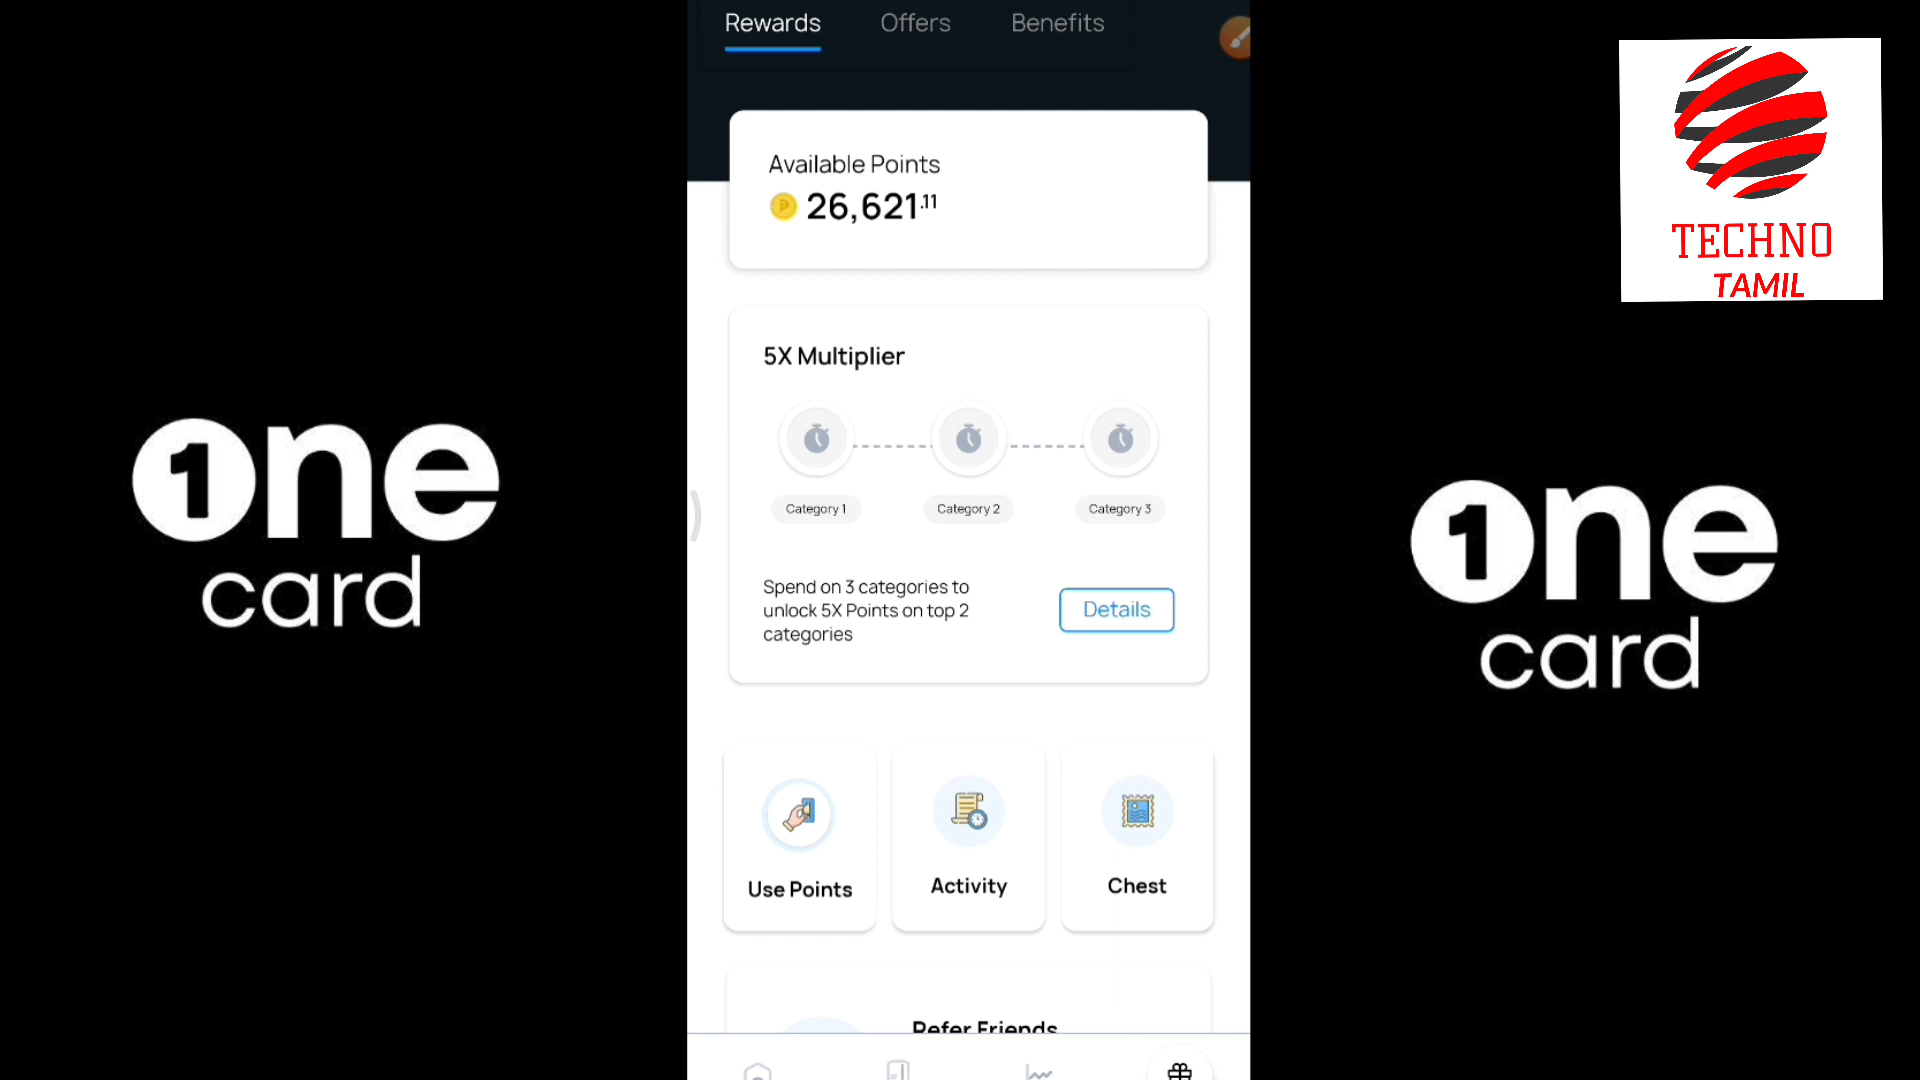 Rewards Offers Benefits
Available Points
26,621.11
5X Multiplier
Category 1 Category 2 Category 3
Spend on 3 categories to
unlock 5X Points on top 2
categories
Details
Use Points Activity Chest
Refer Friends
1ne
card
1ne
card
TECHNO
TAMIL